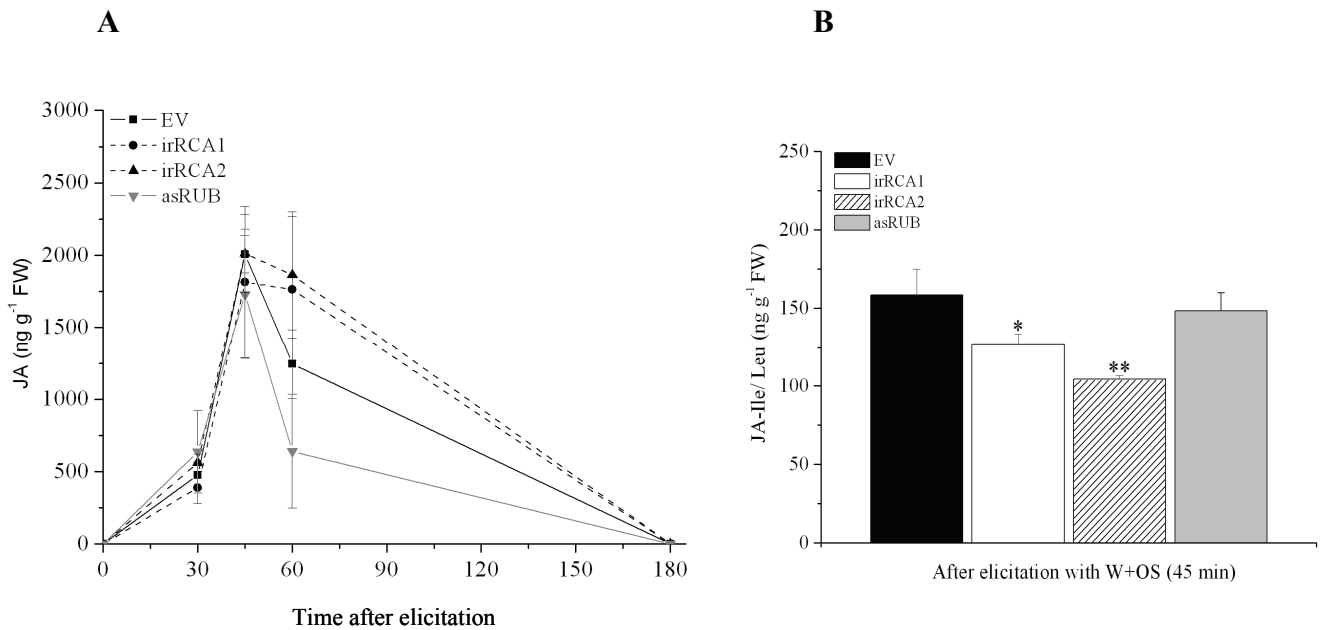 A
3000
2500
2000
1500
1000
500
0
JA (ng g⁻¹ FW)
EV
irRCA1
irRCA2
asRUB
0 30 60 90 120 150 180
Time after elicitation
B
250
200
150
100
50
0
JA-Ile/ Leu (ng g⁻¹ FW)
EV
irRCA1
irRCA2
asRUB
*
**
After elicitation with W+OS (45 min)